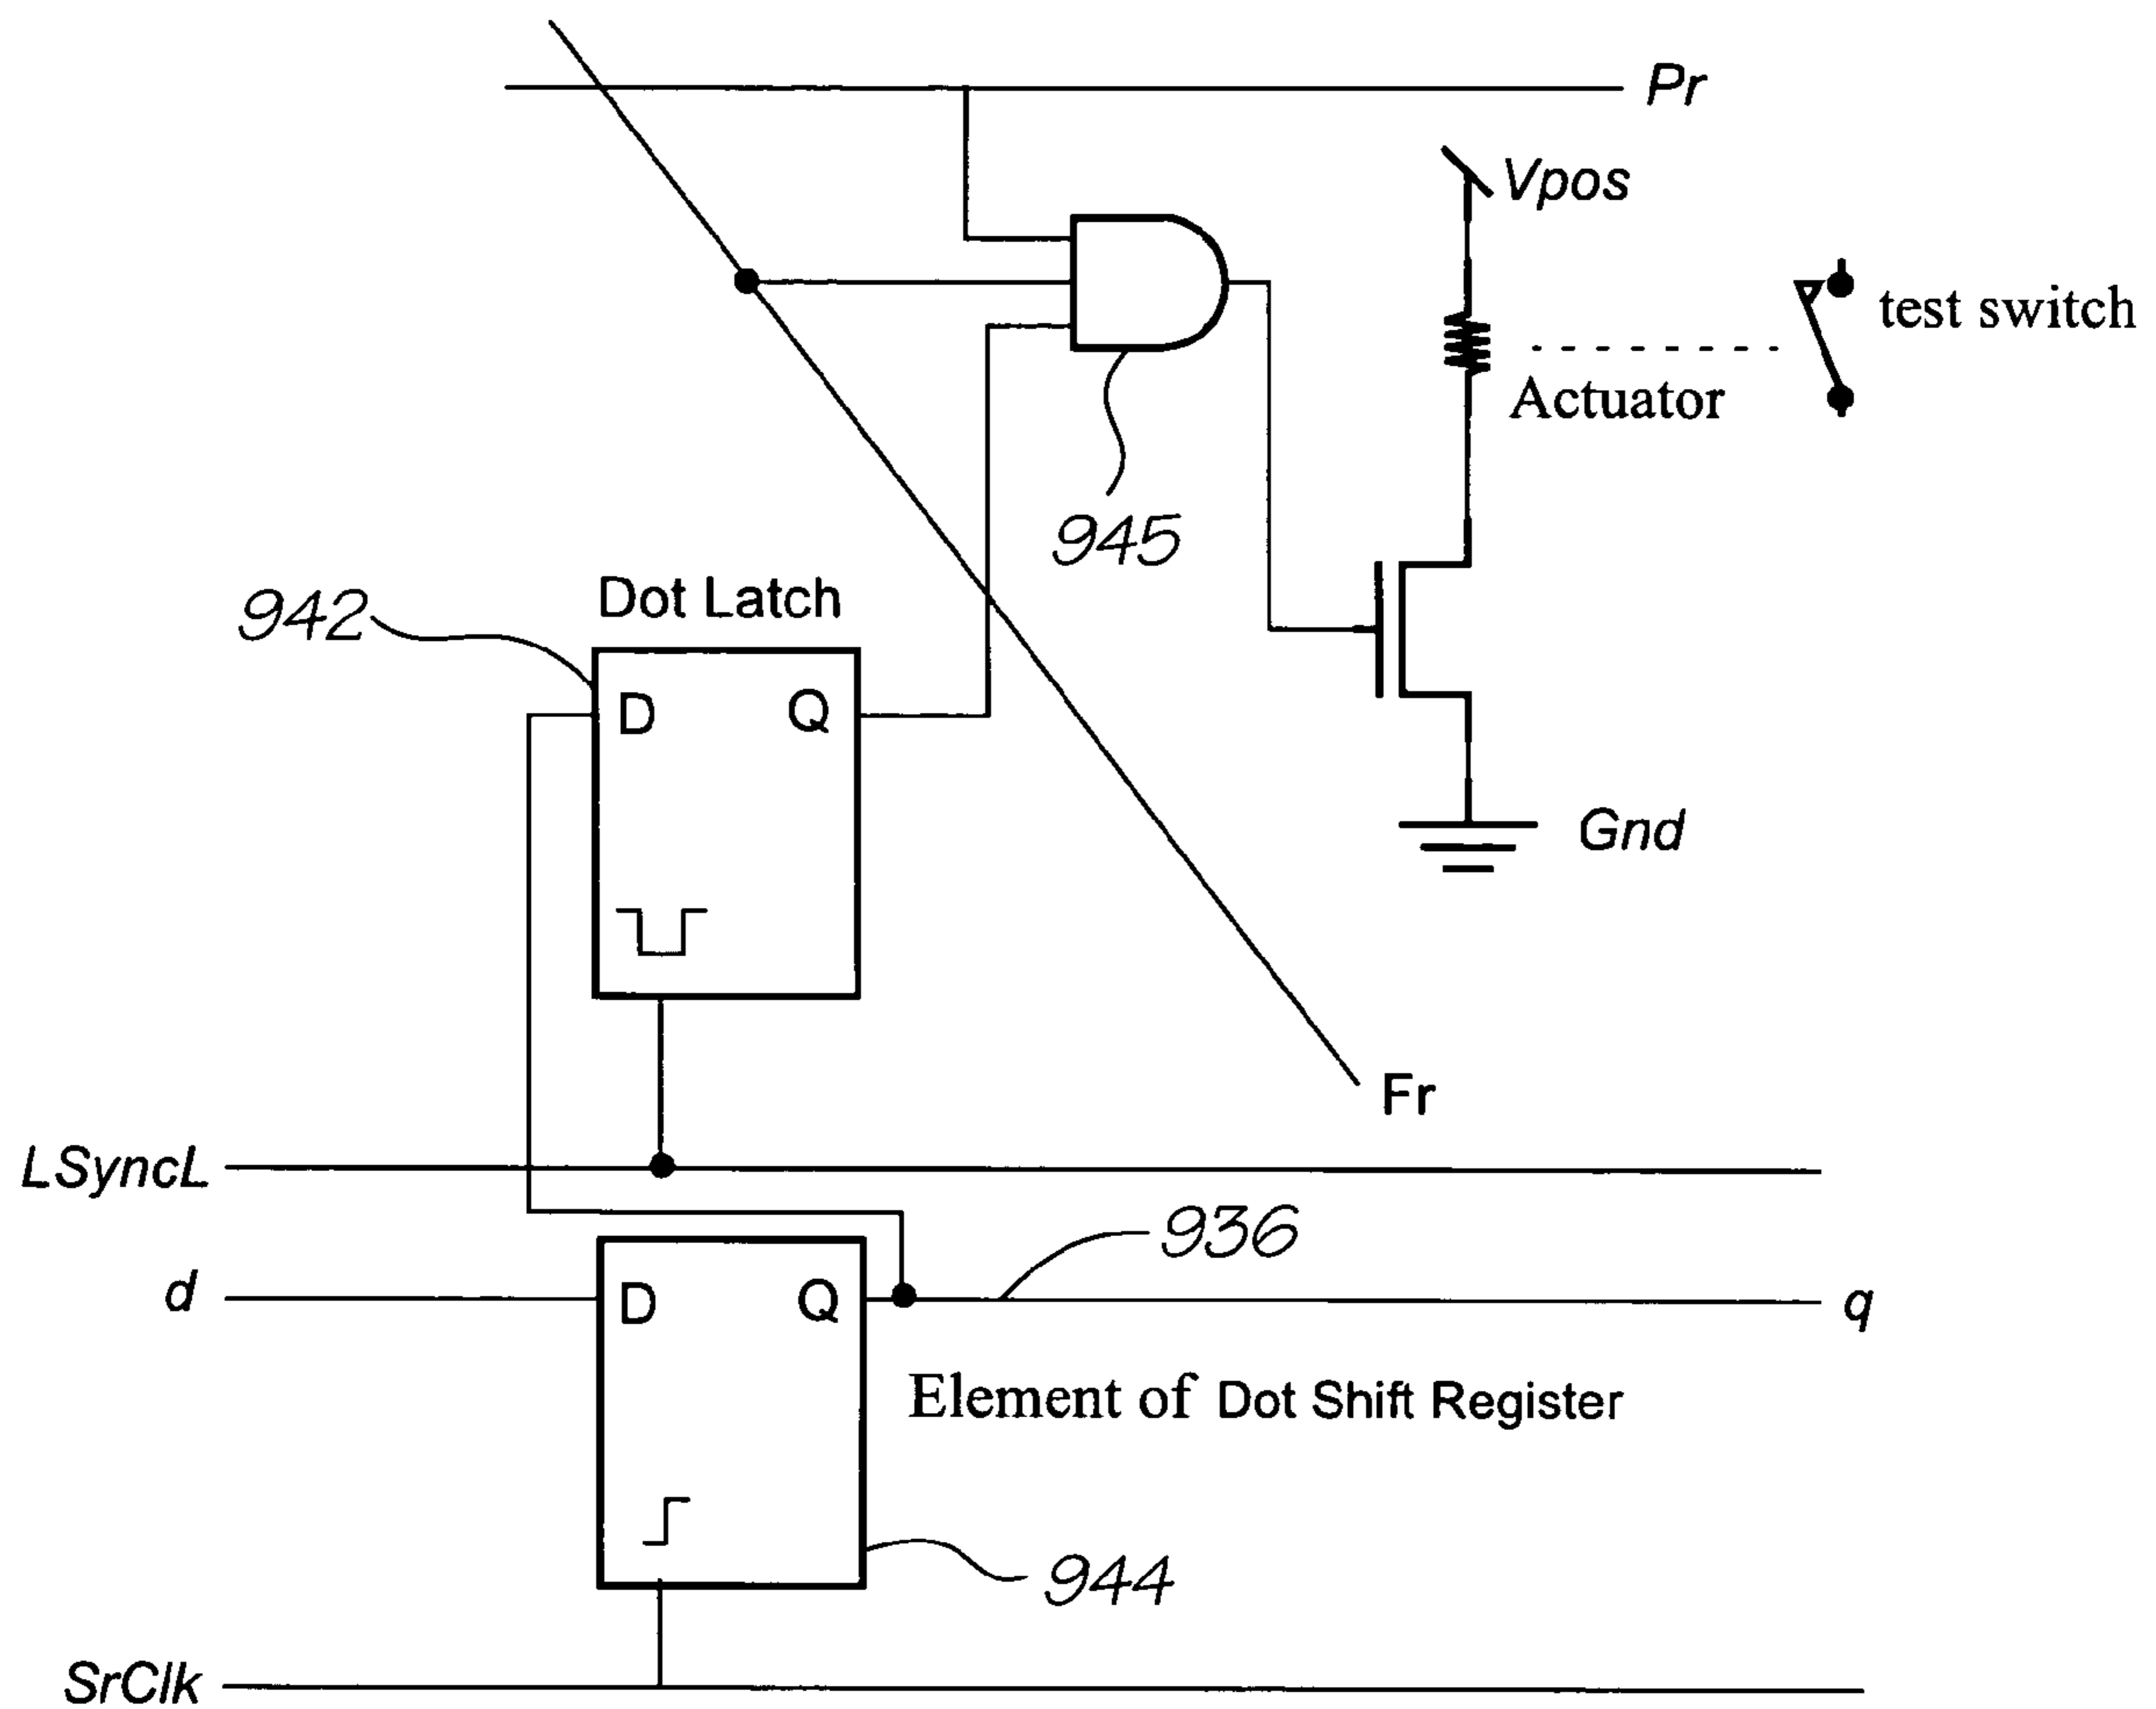 Pr
Vpos
test switch
Actuator
945
942
Dot Latch
D Q
Gnd
Fr
LSyncL
936
d
D Q
q
Element of Dot Shift Register
944
SrClk